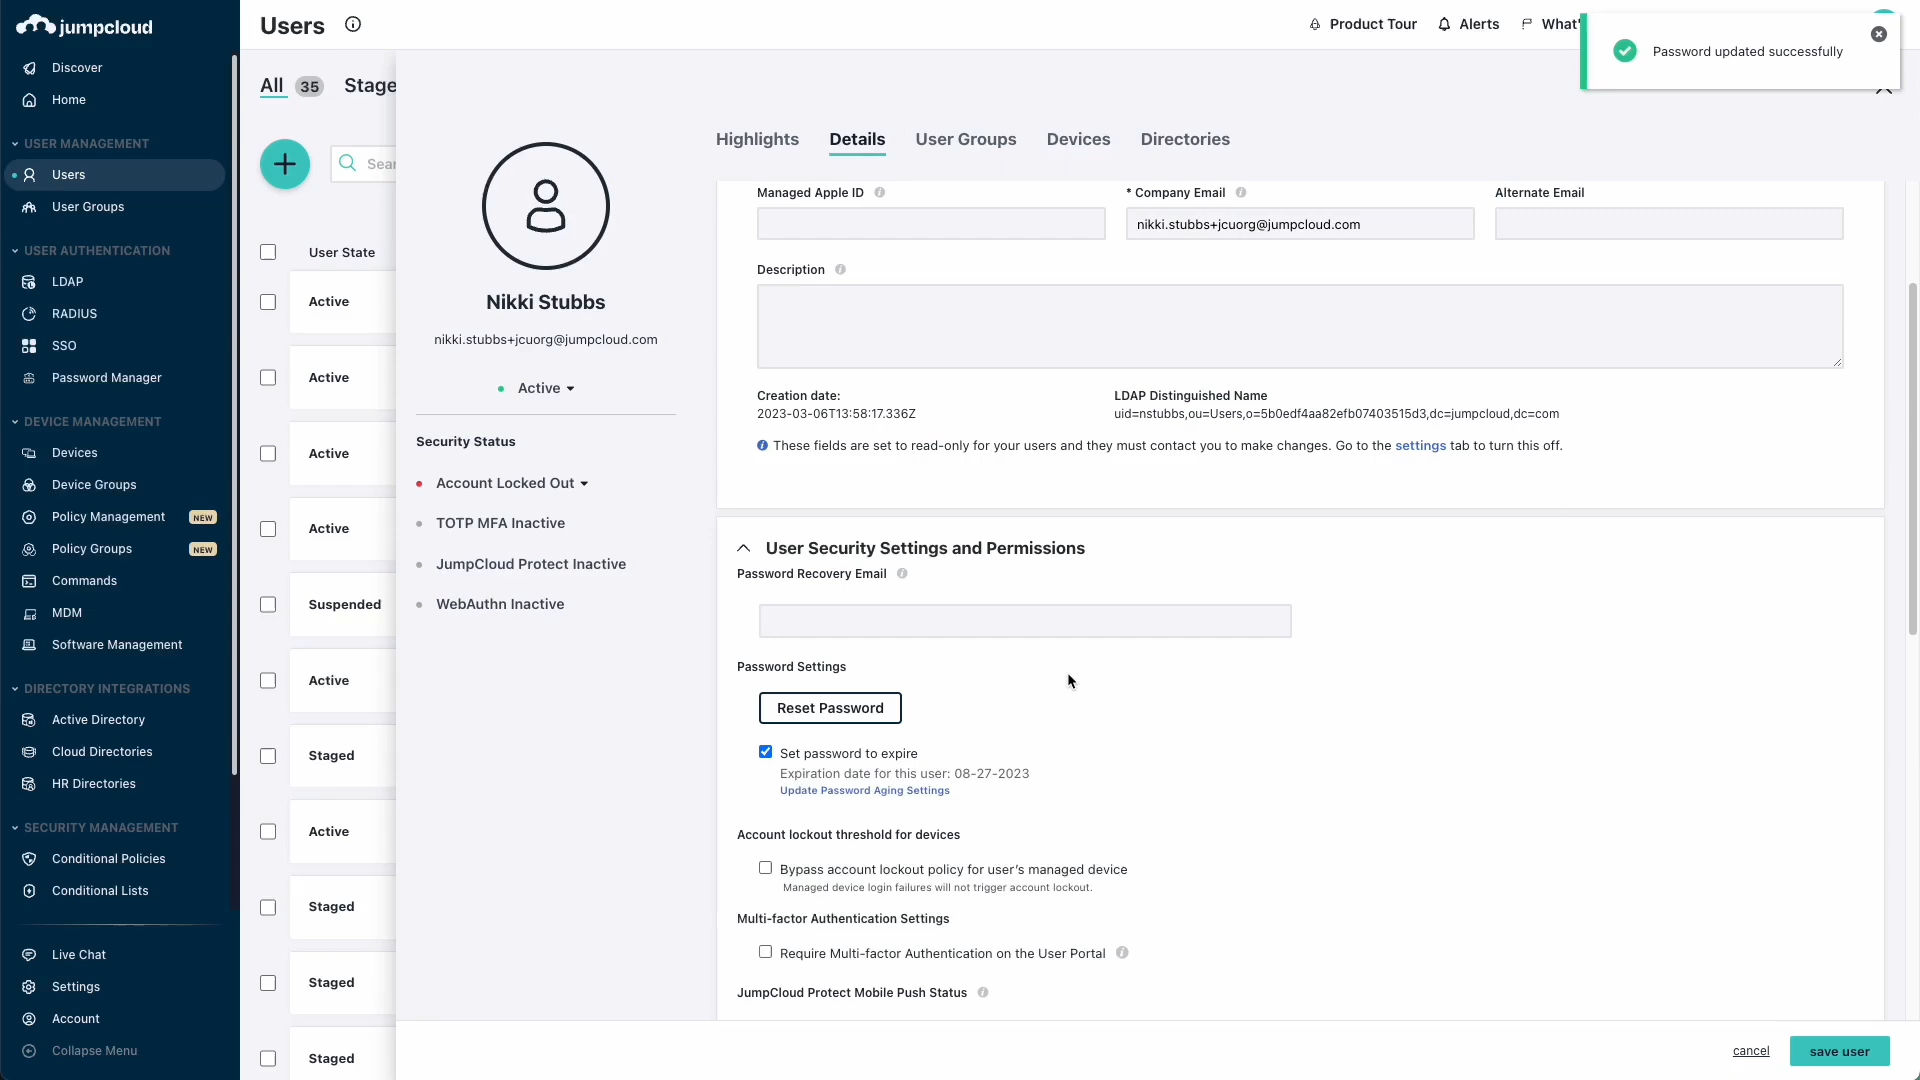 jumpcloud
Discover
Home
USER MANAGEMENT
Users
User Groups
USER AUTHENTICATION
LDAP
RADIUS
SSO
Password Manager
DEVICE MANAGEMENT
Devices
Device Groups
Policy Management NEW
Policy Groups NEW
Commands
MDM
Software Management
DIRECTORY INTEGRATIONS
Active Directory
Cloud Directories
HR Directories
SECURITY MANAGEMENT
Conditional Policies
Conditional Lists
Live Chat
Settings
Account
Collapse Menu
Users
Product Tour
Alerts
What'
Password updated successfully
All 35 Stage
Sear
User State
Active
Active
Active
Active
Suspended
Active
Staged
Active
Staged
Staged
Staged
Nikki Stubbs
nikki.stubbs+jcuorg@jumpcloud.com
Active
Security Status
Account Locked Out
TOTP MFA Inactive
JumpCloud Protect Inactive
WebAuthn Inactive
Highlights Details User Groups Devices Directories
Managed Apple ID * Company Email Alternate Email
nikki.stubbs+jcuorg@jumpcloud.com
Description
Creation date: LDAP Distinguished Name
2023-03-06T13:58:17.336Z uid=nstubbs,ou=Users,o=5b0edf4aa82efb07403515d3,dc=jumpcloud,dc=com
These fields are set to read-only for your users and they must contact you to make changes. Go to the settings tab to turn this off.
User Security Settings and Permissions
Password Recovery Email
Password Settings
Reset Password
Set password to expire
Expiration date for this user: 08-27-2023
Update Password Aging Settings
Account lockout threshold for devices
Bypass account lockout policy for user's managed device
Managed device login failures will not trigger account lockout.
Multi-factor Authentication Settings
Require Multi-factor Authentication on the User Portal
JumpCloud Protect Mobile Push Status
cancel save user